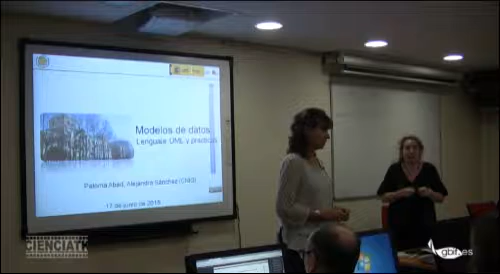 Modelos de datos
Lenguaje UML y prácticas
Paloma Abad, Alejandra Sánchez (CNIG)
17 de junio de 2015
CIENCIATK
gbif.es